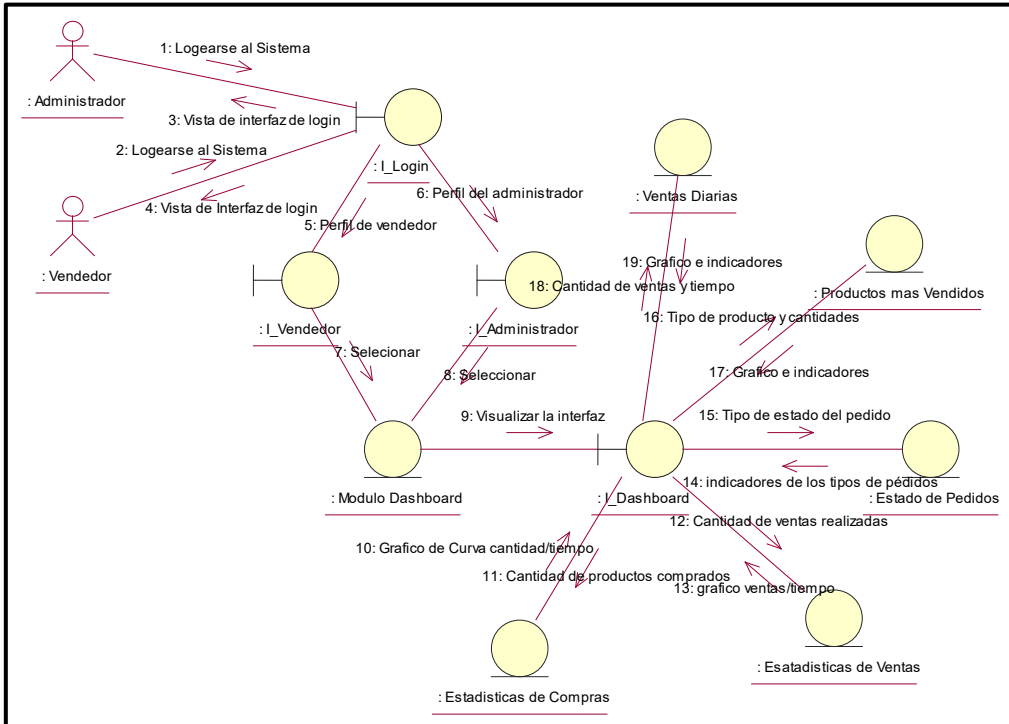 1: Logearse al Sistema
: Administrador
3: Vista de interfaz de login
2: Logearse al Sistema
4: Vista de Interfaz de login
: Vendedor
: I_Login
6: Perfil del administrador
5: Perfil de vendedor
: I_Vendedor
: I_Administrador
7: Selecionar
8: Seleccionar
: Ventas Diarias
19: Grafico e indicadores
18: Cantidad de ventas y tiempo
: Productos mas Vendidos
16: Tipo de producto y cantidades
17: Grafico e indicadores
9: Visualizar la interfaz
15: Tipo de estado del pedido
: Modulo Dashboard
: I_Dashboard
14: indicadores de los tipos de pedidos
: Estado de Pedidos
12: Cantidad de ventas realizadas
10: Grafico de Curva cantidad/tiempo
11: Cantidad de productos comprados
13: grafico ventas/tiempo
: Estadisticas de Compras
: Esatadisticas de Ventas